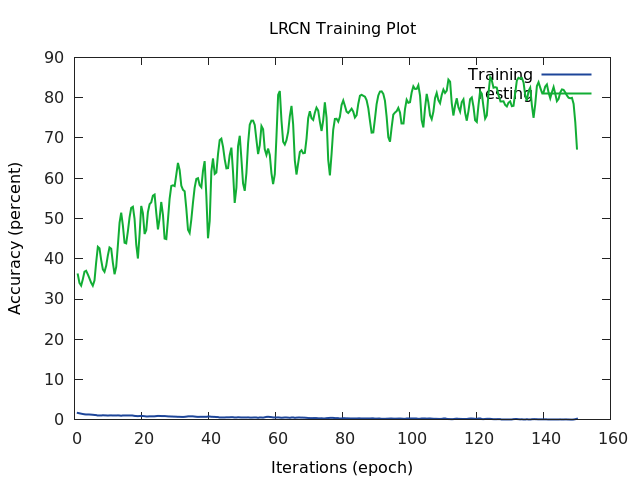 LRCN Training Plot
90
80
70
60
50
40
30
20
10
0
Accuracy (percent)
Training
Testing
0 20 40 60 80 100 120 140 160
Iterations (epoch)